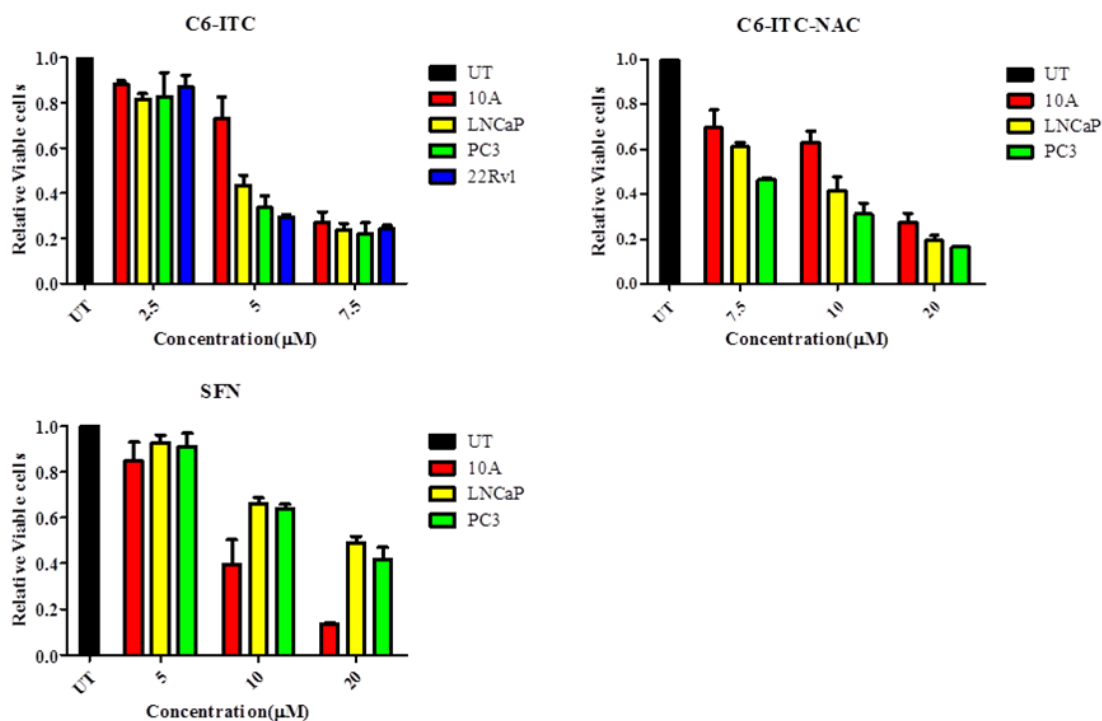 C6-ITC
Relative Viable cells
1.0
0.8
0.6
0.4
0.2
0.0
UT
2.5
5
7.5
Concentration(μM)
UT
10A
LNCaP
PC3
22Rv1
C6-ITC-NAC
Relative Viable cells
1.0
0.8
0.6
0.4
0.2
0.0
UT
7.5
10
20
Concentration(μM)
UT
10A
LNCaP
PC3
SFN
Relative Viable cells
1.0
0.8
0.6
0.4
0.2
0.0
UT
5
10
20
Concentration(μM)
UT
10A
LNCaP
PC3